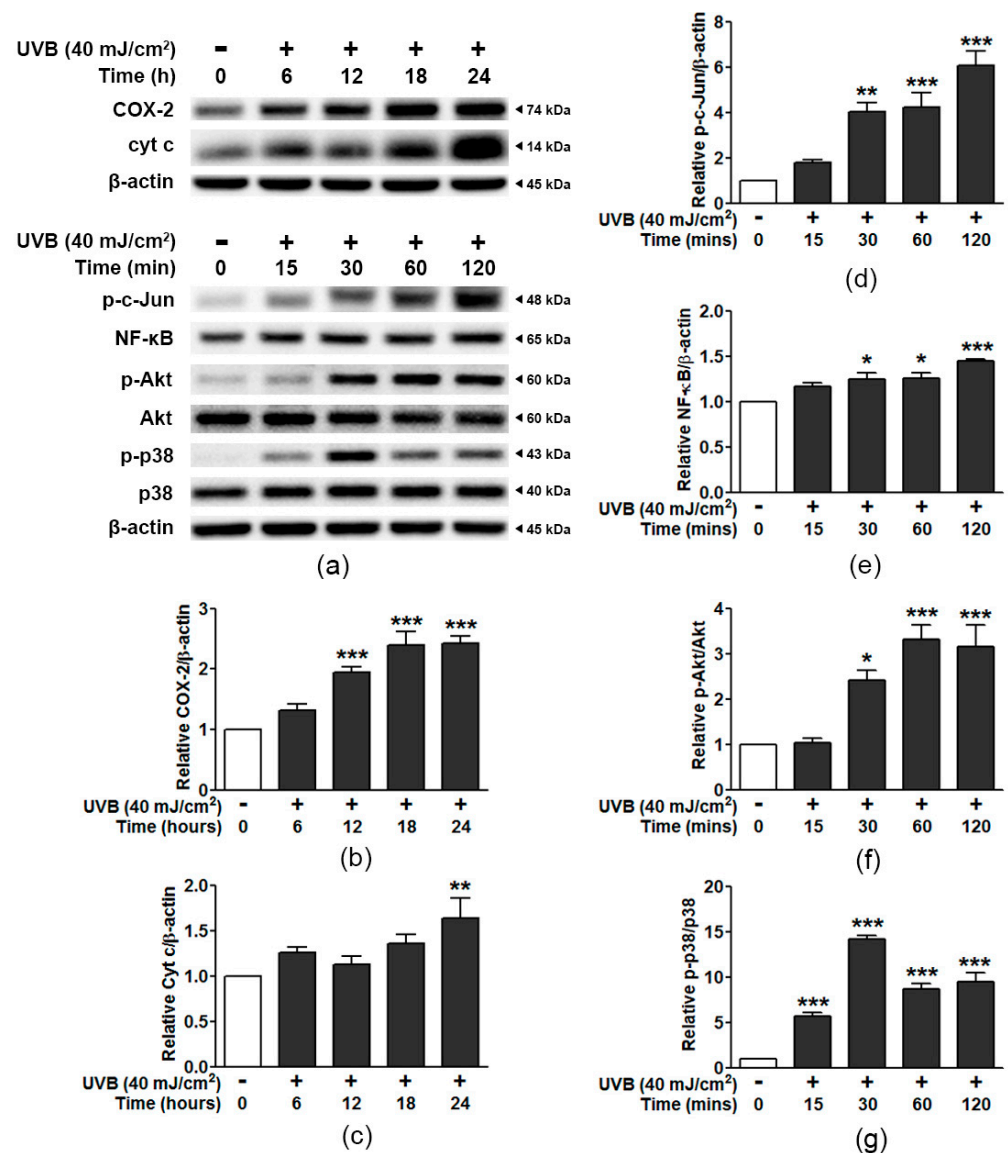 UVB (40 mJ/cm²) - + + + +
Time (h) 0 6 12 18 24
COX-2 ◄ 74 kDa
cyt c ◄ 14 kDa
β-actin ◄ 45 kDa
UVB (40 mJ/cm²) - + + + +
Time (min) 0 15 30 60 120
p-c-Jun ◄ 48 kDa
NF-κB ◄ 65 kDa
p-Akt ◄ 60 kDa
Akt ◄ 60 kDa
p-p38 ◄ 43 kDa
p38 ◄ 40 kDa
β-actin ◄ 45 kDa
(a)
Relative COX-2/β-actin
3
2
1
0
*** *** ***
UVB (40 mJ/cm²) - + + + +
Time (hours) 0 6 12 18 24
(b)
Relative Cyt c/β-actin
2.0
1.5
1.0
0.5
0.0
**
UVB (40 mJ/cm²) - + + + +
Time (hours) 0 6 12 18 24
(c)
Relative p-c-Jun/β-actin
8
6
4
2
0
** *** ***
UVB (40 mJ/cm²) - + + + +
Time (mins) 0 15 30 60 120
(d)
Relative NF-κB/β-actin
2.0
1.5
1.0
0.5
0.0
* * ***
UVB (40 mJ/cm²) - + + + +
Time (mins) 0 15 30 60 120
(e)
Relative p-Akt/Akt
4
3
2
1
0
* *** ***
UVB (40 mJ/cm²) - + + + +
Time (mins) 0 15 30 60 120
(f)
Relative p-p38/p38
20
15
10
5
0
*** *** *** ***
UVB (40 mJ/cm²) - + + + +
Time (mins) 0 15 30 60 120
(g)